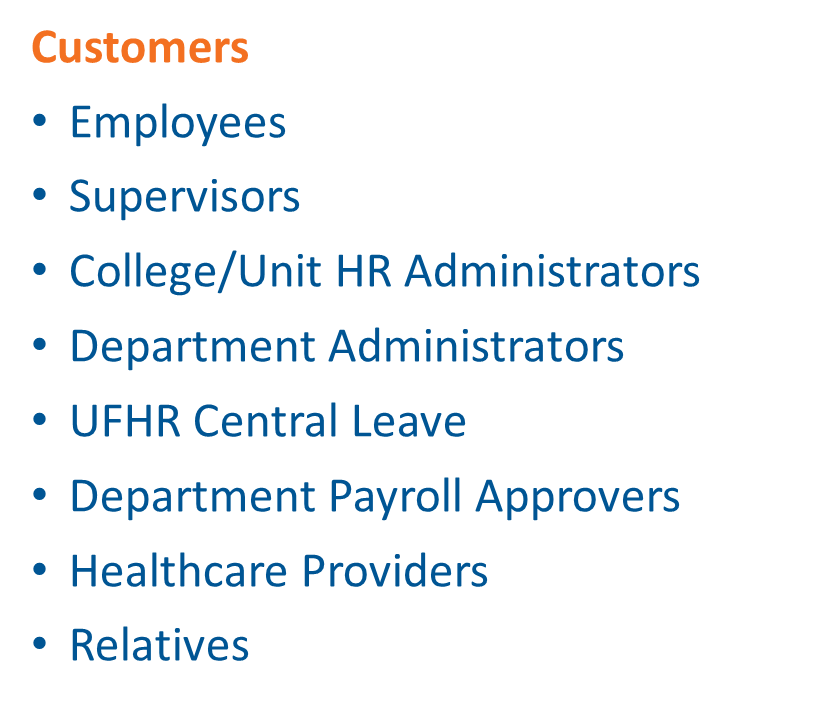 Customers
• Employees
• Supervisors
• College/Unit HR Administrators
• Department Administrators
• UFHR Central Leave
• Department Payroll Approvers
• Healthcare Providers
• Relatives